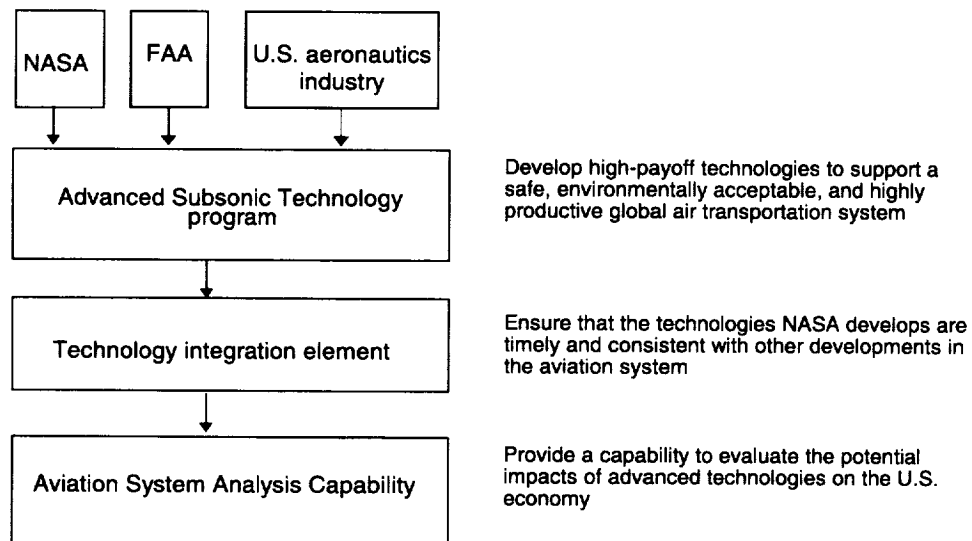 NASA
FAA
U.S. aeronautics
industry
Advanced Subsonic Technology
program
Develop high-payoff technologies to support a
safe, environmentally acceptable, and highly
productive global air transportation system
Technology integration element
Ensure that the technologies NASA develops are
timely and consistent with other developments in
the aviation system
Aviation System Analysis Capability
Provide a capability to evaluate the potential
impacts of advanced technologies on the U.S.
economy